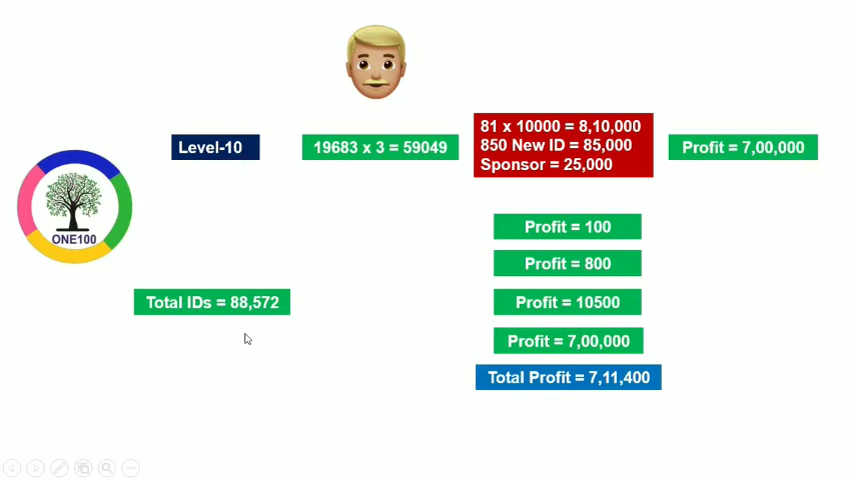 Level-10
19683 x 3 = 59049
81 x 10000 = 8,10,000
850 New ID = 85,000
Sponsor = 25,000
Profit = 7,00,000
ONE100
Profit = 100
Profit = 800
Total IDs = 88,572
Profit = 10500
Profit = 7,00,000
Total Profit = 7,11,400